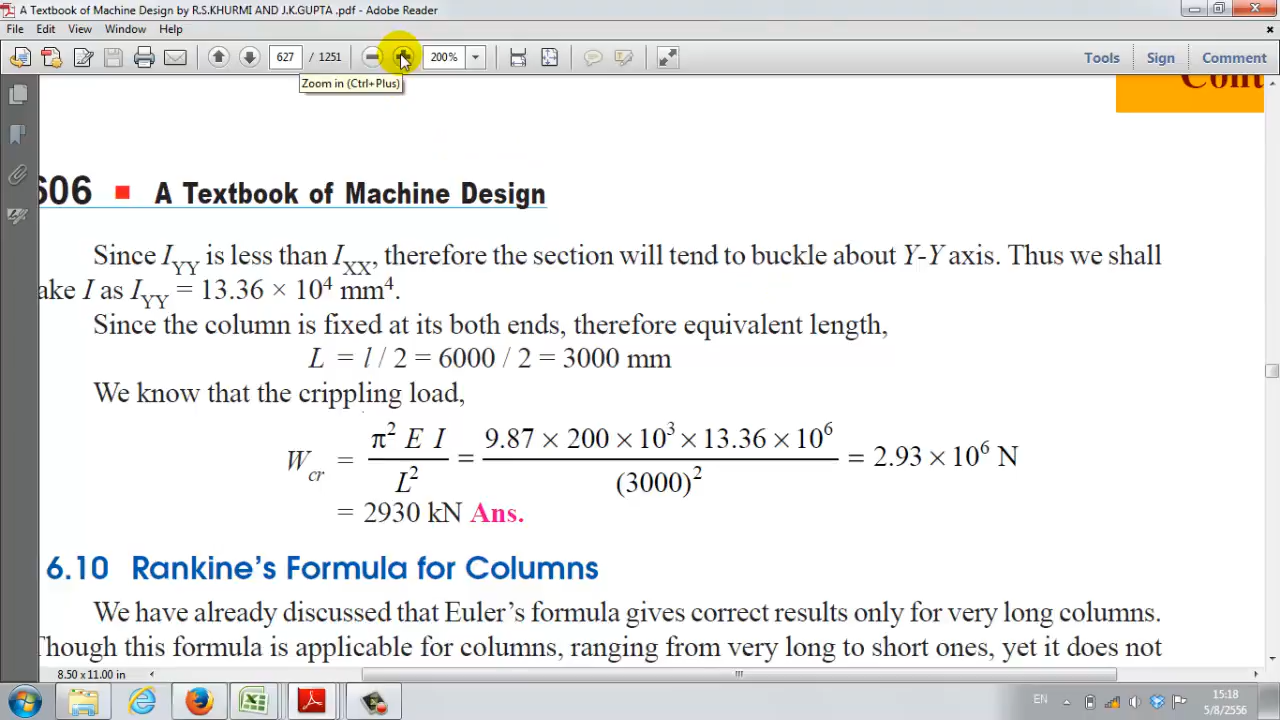 A Textbook of Machine Design by R.S.KHURMI AND J.K.GUPTA .pdf - Adobe Reader
File Edit View Window Help
627 / 1251 200% Tools Sign Comment
Zoom in (Ctrl+Plus)
Cont
606 ■ A Textbook of Machine Design
Since I_YY is less than I_XX, therefore the section will tend to buckle about Y-Y axis. Thus we shall
ake I as I_YY = 13.36 × 10⁴ mm⁴.
Since the column is fixed at its both ends, therefore equivalent length,
L = l / 2 = 6000 / 2 = 3000 mm
We know that the crippling load,
W_cr = π² E I / L² = 9.87 × 200 × 10³ × 13.36 × 10⁶ / (3000)² = 2.93 × 10⁶ N
= 2930 kN Ans.
6.10 Rankine's Formula for Columns
We have already discussed that Euler's formula gives correct results only for very long columns.
Though this formula is applicable for columns, ranging from very long to short ones, yet it does not
8.50 x 11.00 in
EN 15:18
5/8/2556